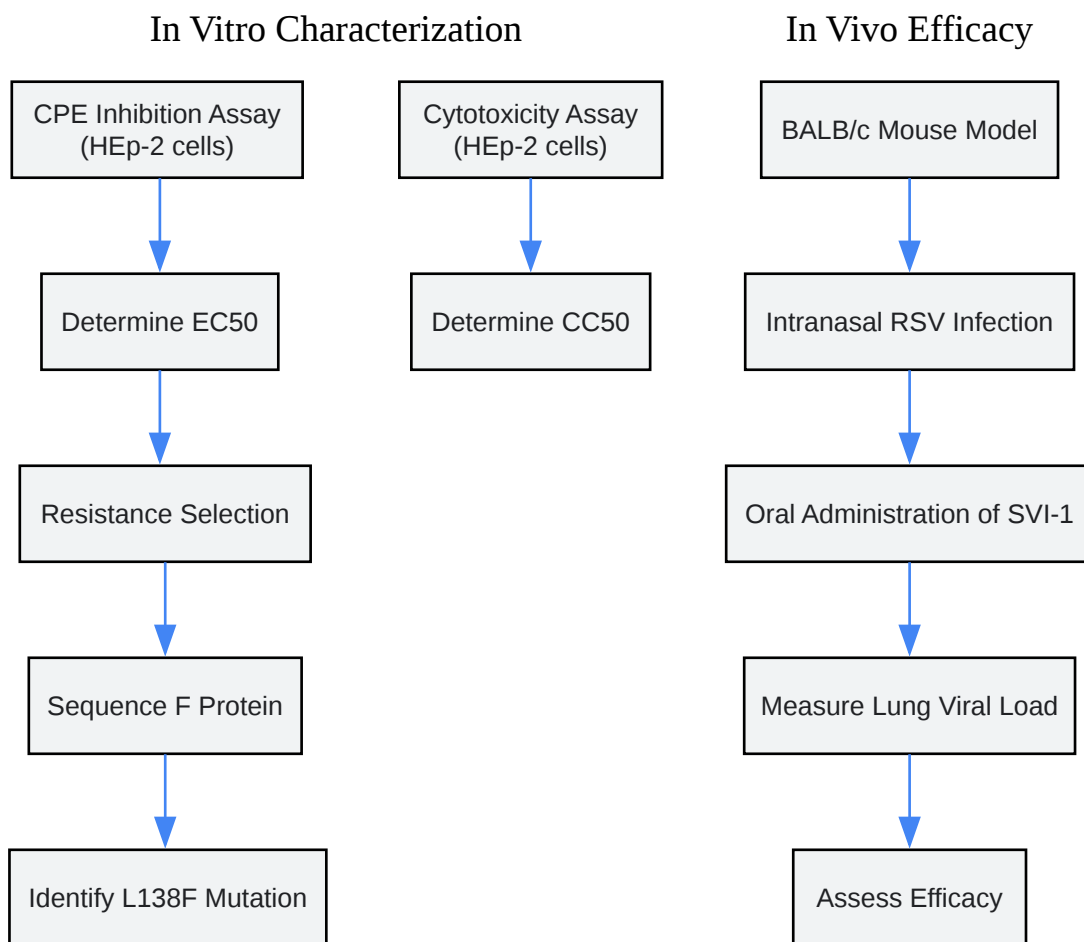 In Vitro Characterization
In Vivo Efficacy
CPE Inhibition Assay
(HEp-2 cells)
Cytotoxicity Assay
(HEp-2 cells)
BALB/c Mouse Model
Determine EC50
Determine CC50
Intranasal RSV Infection
Resistance Selection
Oral Administration of SVI-1
Sequence F Protein
Measure Lung Viral Load
Identify L138F Mutation
Assess Efficacy